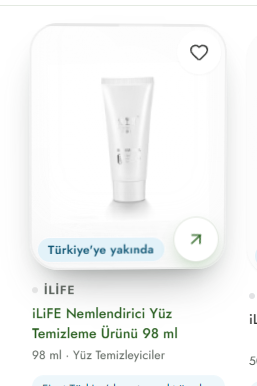 Türkiye'ye yakında
İLİFE
iLiFE Nemlendirici Yüz
Temizleme Ürünü 98 ml
98 ml · Yüz Temizleyiciler